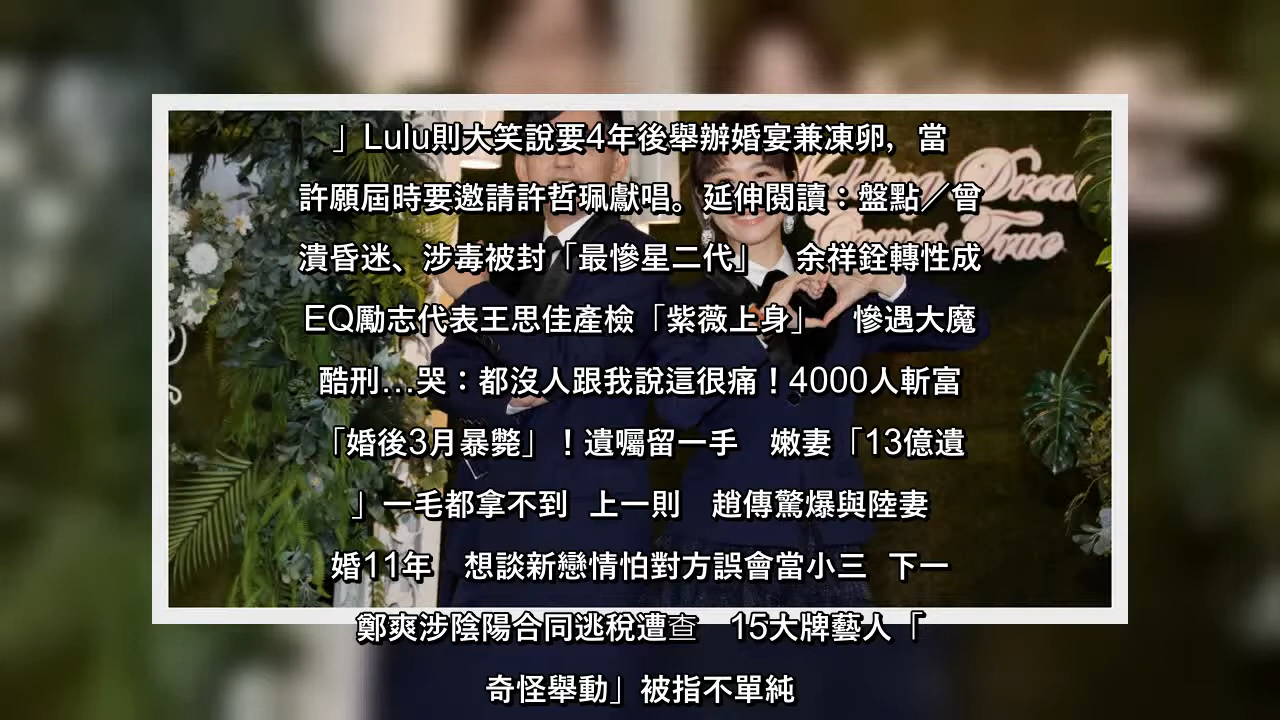 」Lulu則大笑說要4年後舉辦婚宴兼凍卵，當
許願屆時要邀請許哲珮獻唱。延伸閱讀：盤點／曾
潰昏迷、涉毒被封「最慘星二代」　余祥銓轉性成
EQ勵志代表王思佳產檢「紫薇上身」　慘遇大魔
酷刑…哭：都沒人跟我說這很痛！4000人斬富
「婚後3月暴斃」！遺囑留一手　嫩妻「13億遺
」一毛都拿不到 上一則　趙傳驚爆與陸妻
婚11年　想談新戀情怕對方誤會當小三 下一
鄭爽涉陰陽合同逃稅遭查　15大牌藝人「
奇怪舉動」被指不單純
Wedding Dream
Comes True